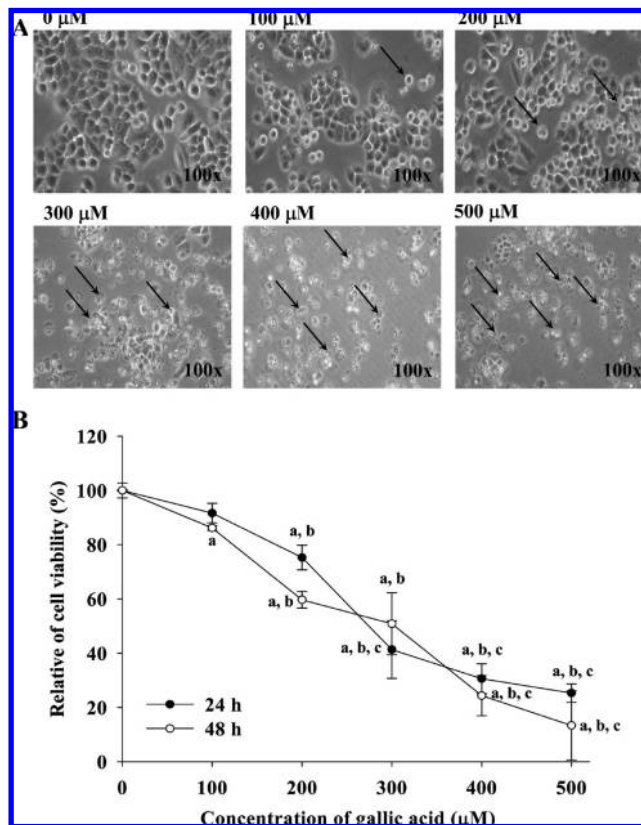 A
0 μM
100 μM
200 μM
100x
100x
100x
300 μM
400 μM
500 μM
100x
100x
100x
B
Relative of cell viability (%)
120
100
80
60
40
20
0
a
a, b
a, b
a, b
a, b, c
a, b, c
a, b, c
a, b, c
a, b, c
24 h
48 h
0
100
200
300
400
500
Concentration of gallic acid (μM)